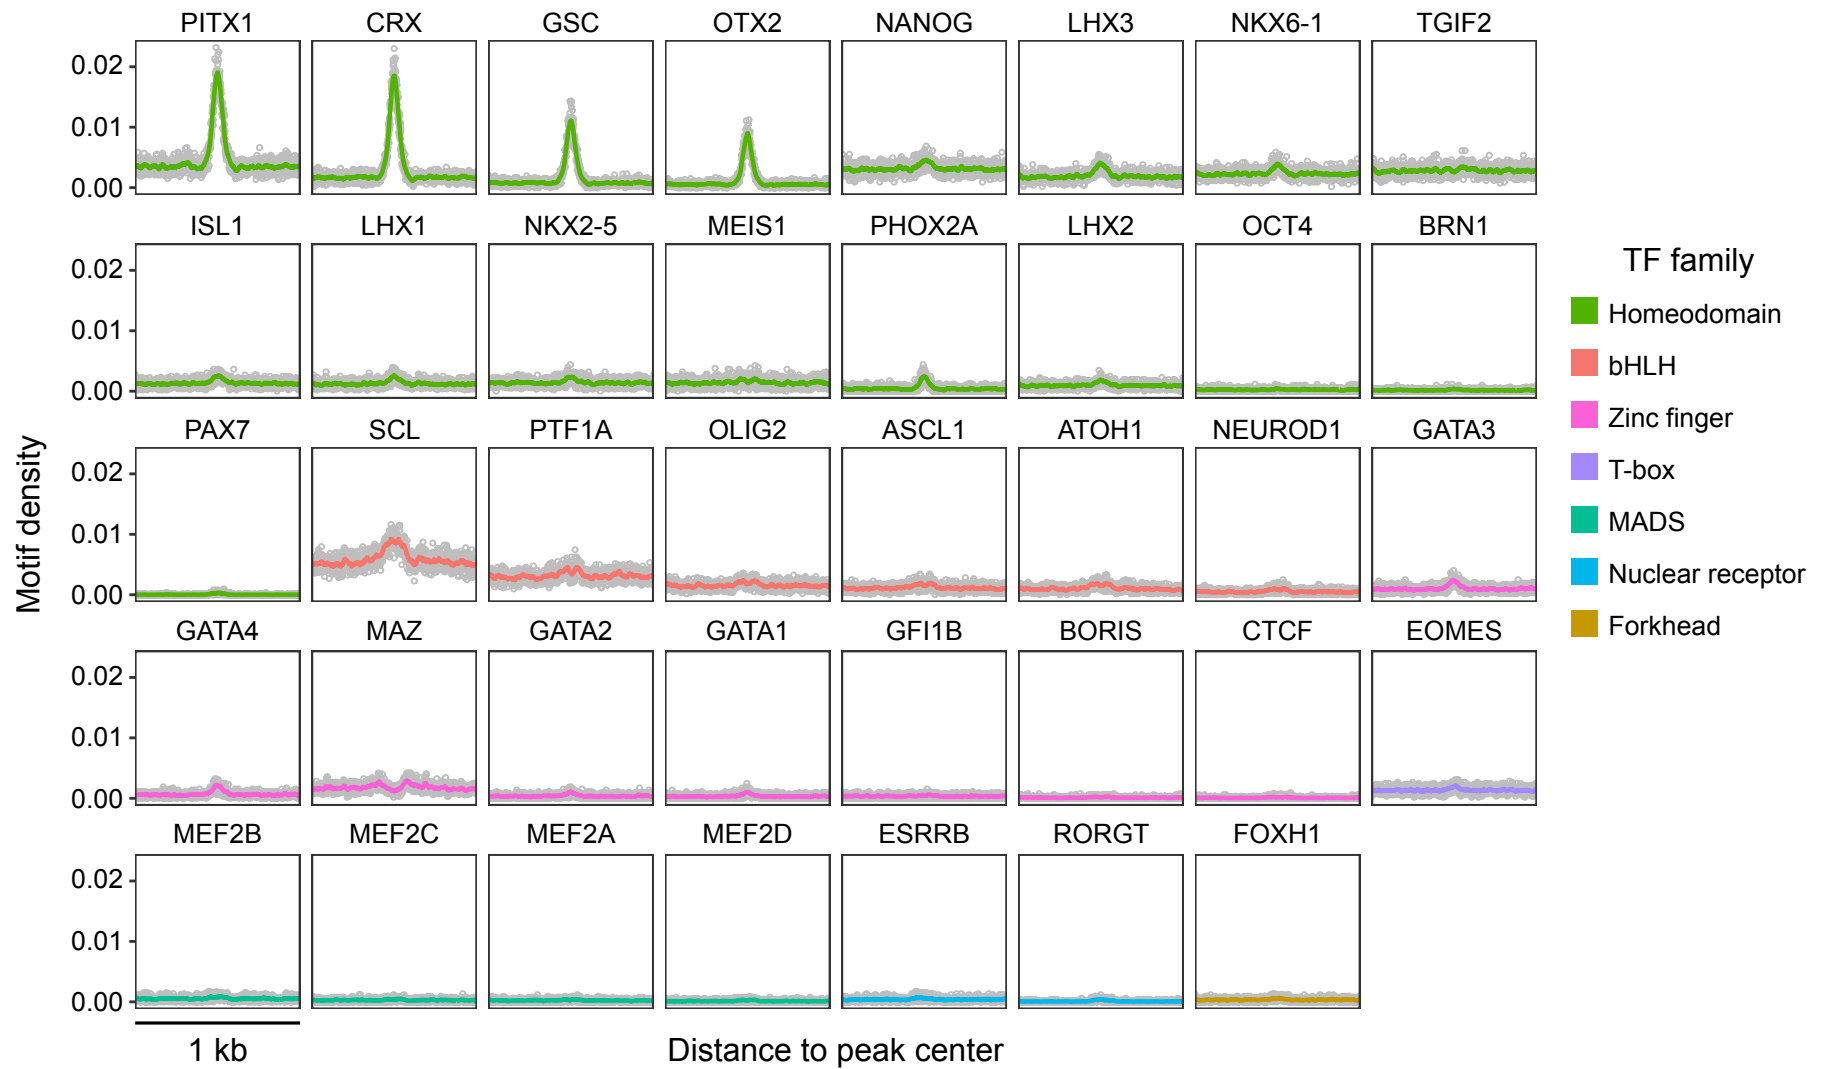 PITX1 CRX GSC OTX2 NANOG LHX3 NKX6-1 TGIF2
0.02
0.01
0.00
ISL1 LHX1 NKX2-5 MEIS1 PHOX2A LHX2 OCT4 BRN1
0.02
0.01
0.00
PAX7 SCL PTF1A OLIG2 ASCL1 ATOH1 NEUROD1 GATA3
0.02
0.01
0.00
GATA4 MAZ GATA2 GATA1 GFI1B BORIS CTCF EOMES
0.02
0.01
0.00
MEF2B MEF2C MEF2A MEF2D ESRRB RORGT FOXH1
0.02
0.01
0.00
Motif density
1 kb
Distance to peak center
TF family
Homeodomain
bHLH
Zinc finger
T-box
MADS
Nuclear receptor
Forkhead